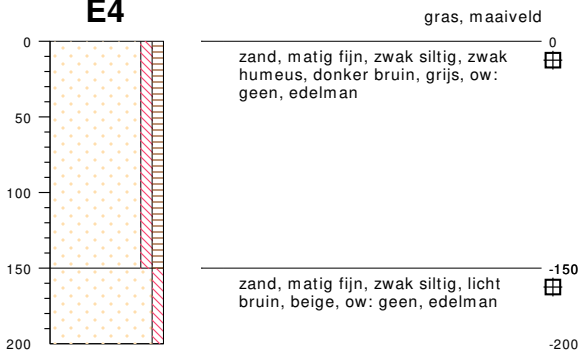 E4
gras, maaiveld
0
0
zand, matig fijn, zwak siltig, zwak
humeus, donker bruin, grijs, ow:
geen, edelman
50
100
150
-150
zand, matig fijn, zwak siltig, licht
bruin, beige, ow: geen, edelman
200
-200